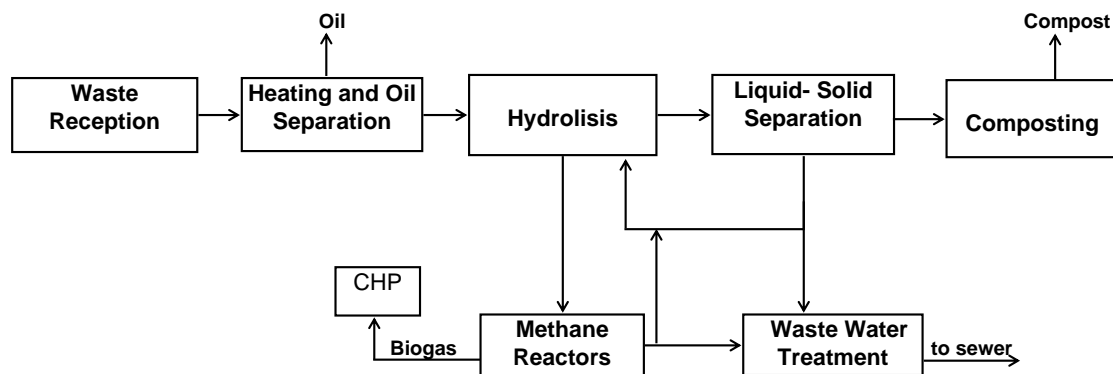 Oil
Compost
Waste
Reception
Heating and Oil
Separation
Hydrolisis
Liquid- Solid
Separation
Composting
CHP
Biogas
Methane
Reactors
Waste Water
Treatment
to sewer